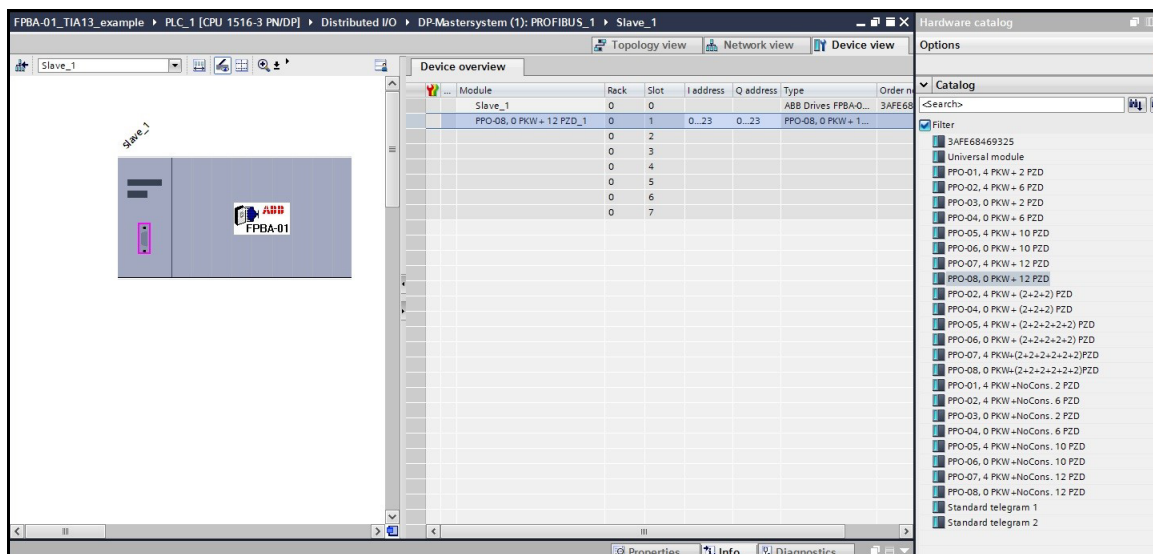 FPBA-01_TIA13_example ▸ PLC_1 [CPU 1516-3 PN/DP] ▸ Distributed I/O ▸ DP-Mastersystem (1): PROFIBUS_1 ▸ Slave_1
Hardware catalog
Topology view Network view Device view
Options
Slave_1
Device overview
Catalog
... Module Rack Slot I address Q address Type Order n
<Search>
Slave_1 0 0 ABB Drives FPBA-0... 3AFE68
PPO-08, 0 PKW + 12 PZD_1 0 1 0...23 0...23 PPO-08, 0 PKW + 1...
0 2
0 3
0 4
0 5
0 6
0 7
Slave_1
ABB
FPBA-01
Filter
3AFE68469325
Universal module
PPO-01, 4 PKW + 2 PZD
PPO-02, 4 PKW + 6 PZD
PPO-03, 0 PKW + 2 PZD
PPO-04, 0 PKW + 6 PZD
PPO-05, 4 PKW + 10 PZD
PPO-06, 0 PKW + 10 PZD
PPO-07, 4 PKW + 12 PZD
PPO-08, 0 PKW + 12 PZD
PPO-02, 4 PKW + (2+2+2) PZD
PPO-04, 0 PKW + (2+2+2) PZD
PPO-05, 4 PKW + (2+2+2+2+2) PZD
PPO-06, 0 PKW + (2+2+2+2+2) PZD
PPO-07, 4 PKW+(2+2+2+2+2+2)PZD
PPO-08, 0 PKW+(2+2+2+2+2+2)PZD
PPO-01, 4 PKW +NoCons. 2 PZD
PPO-02, 4 PKW +NoCons. 6 PZD
PPO-03, 0 PKW +NoCons. 2 PZD
PPO-04, 0 PKW +NoCons. 6 PZD
PPO-05, 4 PKW +NoCons. 10 PZD
PPO-06, 0 PKW +NoCons. 10 PZD
PPO-07, 4 PKW +NoCons. 12 PZD
PPO-08, 0 PKW +NoCons. 12 PZD
Standard telegram 1
Standard telegram 2
Properties Info Diagnostics